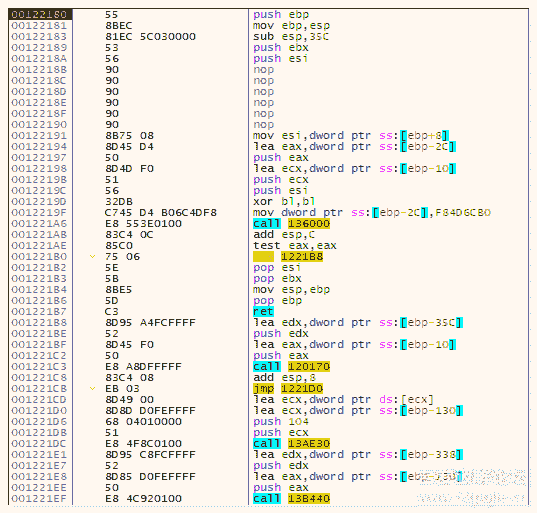 00122180 55 push ebp
00122181 8BEC mov ebp,esp
00122183 81EC 5C030000 sub esp,35C
00122189 53 push ebx
0012218A 56 push esi
0012218B 90 nop
0012218C 90 nop
0012218D 90 nop
0012218E 90 nop
0012218F 90 nop
00122190 90 nop
00122191 8B75 08 mov esi,dword ptr ss:[ebp+8]
00122194 8D45 D4 lea eax,dword ptr ss:[ebp-2C]
00122197 50 push eax
00122198 8D4D F0 lea ecx,dword ptr ss:[ebp-10]
0012219B 51 push ecx
0012219C 56 push esi
0012219D 32DB xor bl,bl
0012219F C745 D4 B06C4DF8 mov dword ptr ss:[ebp-2C],F84D6CB0
001221A6 E8 553E0100 call 136000
001221AB 83C4 0C add esp,C
001221AE 85C0 test eax,eax
001221B0 75 06 1221B8
001221B2 5E pop esi
001221B3 5B pop ebx
001221B4 8BE5 mov esp,ebp
001221B6 5D pop ebp
001221B7 C3 ret
001221B8 8D95 A4FCFFFF lea edx,dword ptr ss:[ebp-35C]
001221BE 52 push edx
001221BF 8D45 F0 lea eax,dword ptr ss:[ebp-10]
001221C2 50 push eax
001221C3 E8 A8DFFFFF call 120170
001221C8 83C4 08 add esp,8
001221CB EB 03 jmp 1221D0
001221CD 8D49 00 lea ecx,dword ptr ds:[ecx]
001221D0 8D8D D0FEFFFF lea ecx,dword ptr ss:[ebp-130]
001221D6 68 04010000 push 104
001221DB 51 push ecx
001221DC E8 4F8C0100 call 13AE30
001221E1 8D95 C8FCFFFF lea edx,dword ptr ss:[ebp-338]
001221E7 52 push edx
001221E8 8D85 D0FEFFFF lea eax,dword ptr ss:[ebp-130]
001221EE 50 push eax
001221EF E8 4C920100 call 13B440